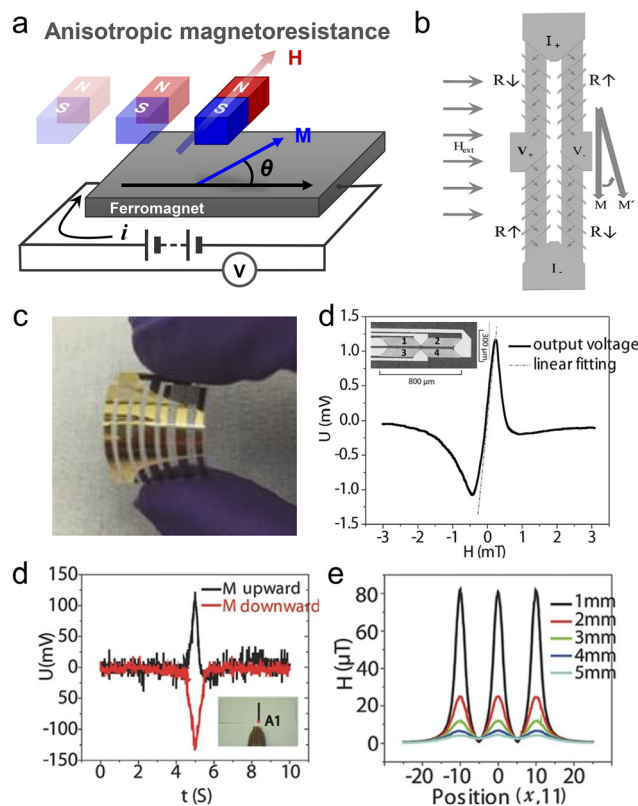 a
Anisotropic magnetoresistance
H
N
S
N
S
N
S
M
θ
Ferromagnet
i
V
b
I+
R↓
R↑
Hext
V+
V-
M
M´
R↑
R↓
I-
c
d
output voltage
linear fitting
1 2
3 4
300 μm
800 μm
U (mV)
1.5
1.0
0.5
0.0
-0.5
-1.0
-1.5
-3 -2 -1 0 1 2 3
H (mT)
d
M upward
M downward
U(mV)
150
100
50
0
-50
-100
-150
A1
0 2 4 6 8 10
t (S)
e
1mm
2mm
3mm
4mm
5mm
H (μT)
80
60
40
20
0
-20 -10 0 10 20
Position (x,11)